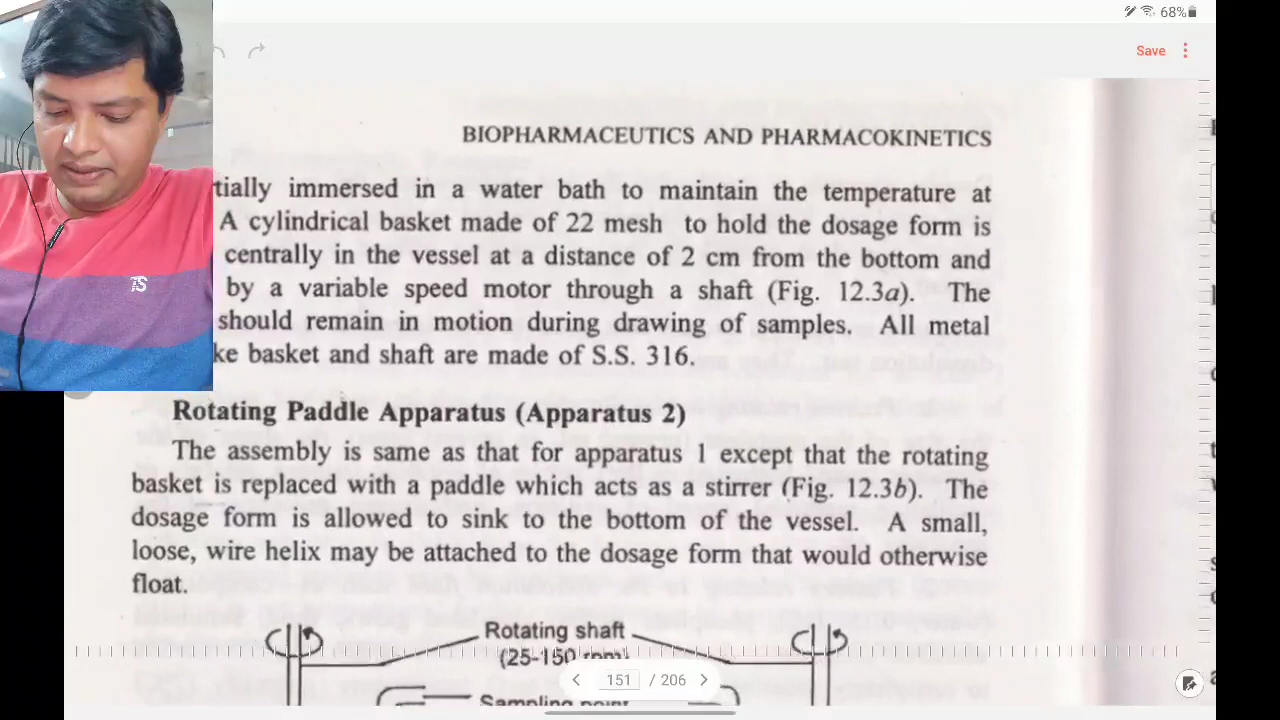 68%
Save
BIOPHARMACEUTICS AND PHARMACOKINETICS
tially immersed in a water bath to maintain the temperature at
A cylindrical basket made of 22 mesh to hold the dosage form is
centrally in the vessel at a distance of 2 cm from the bottom and
by a variable speed motor through a shaft (Fig. 12.3a). The
should remain in motion during drawing of samples. All metal
ke basket and shaft are made of S.S. 316.
Rotating Paddle Apparatus (Apparatus 2)
The assembly is same as that for apparatus 1 except that the rotating
basket is replaced with a paddle which acts as a stirrer (Fig. 12.3b). The
dosage form is allowed to sink to the bottom of the vessel. A small,
loose, wire helix may be attached to the dosage form that would otherwise
float.
Rotating shaft
(25-150 rpm)
151 / 206
Sampling point